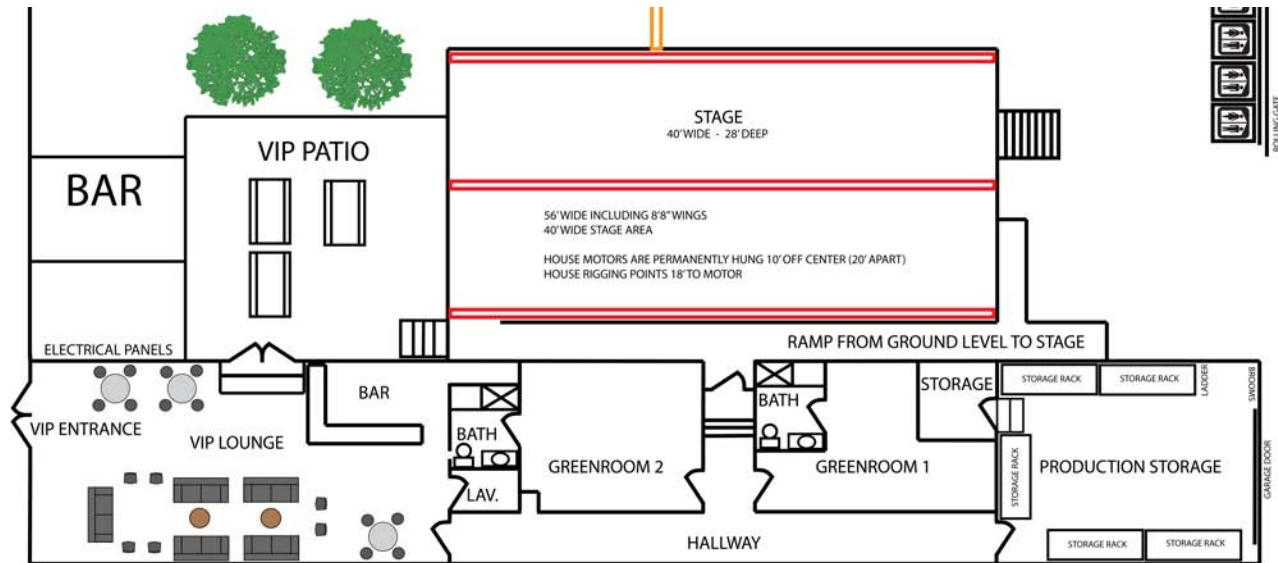 STAGE
40' WIDE - 28' DEEP
ROLLING GATE
VIP PATIO
BAR
56' WIDE INCLUDING 8'8" WINGS
40' WIDE STAGE AREA
HOUSE MOTORS ARE PERMANENTLY HUNG 10' OFF CENTER (20' APART)
HOUSE RIGGING POINTS 18' TO MOTOR
ELECTRICAL PANELS
RAMP FROM GROUND LEVEL TO STAGE
VIP ENTRANCE
VIP LOUNGE
BAR
BATH
LAV.
GREENROOM 2
BATH
GREENROOM 1
STORAGE
STORAGE RACK
STORAGE RACK
LADDER
BROOMS
STORAGE RACK
PRODUCTION STORAGE
GARAGE DOOR
HALLWAY
STORAGE RACK
STORAGE RACK